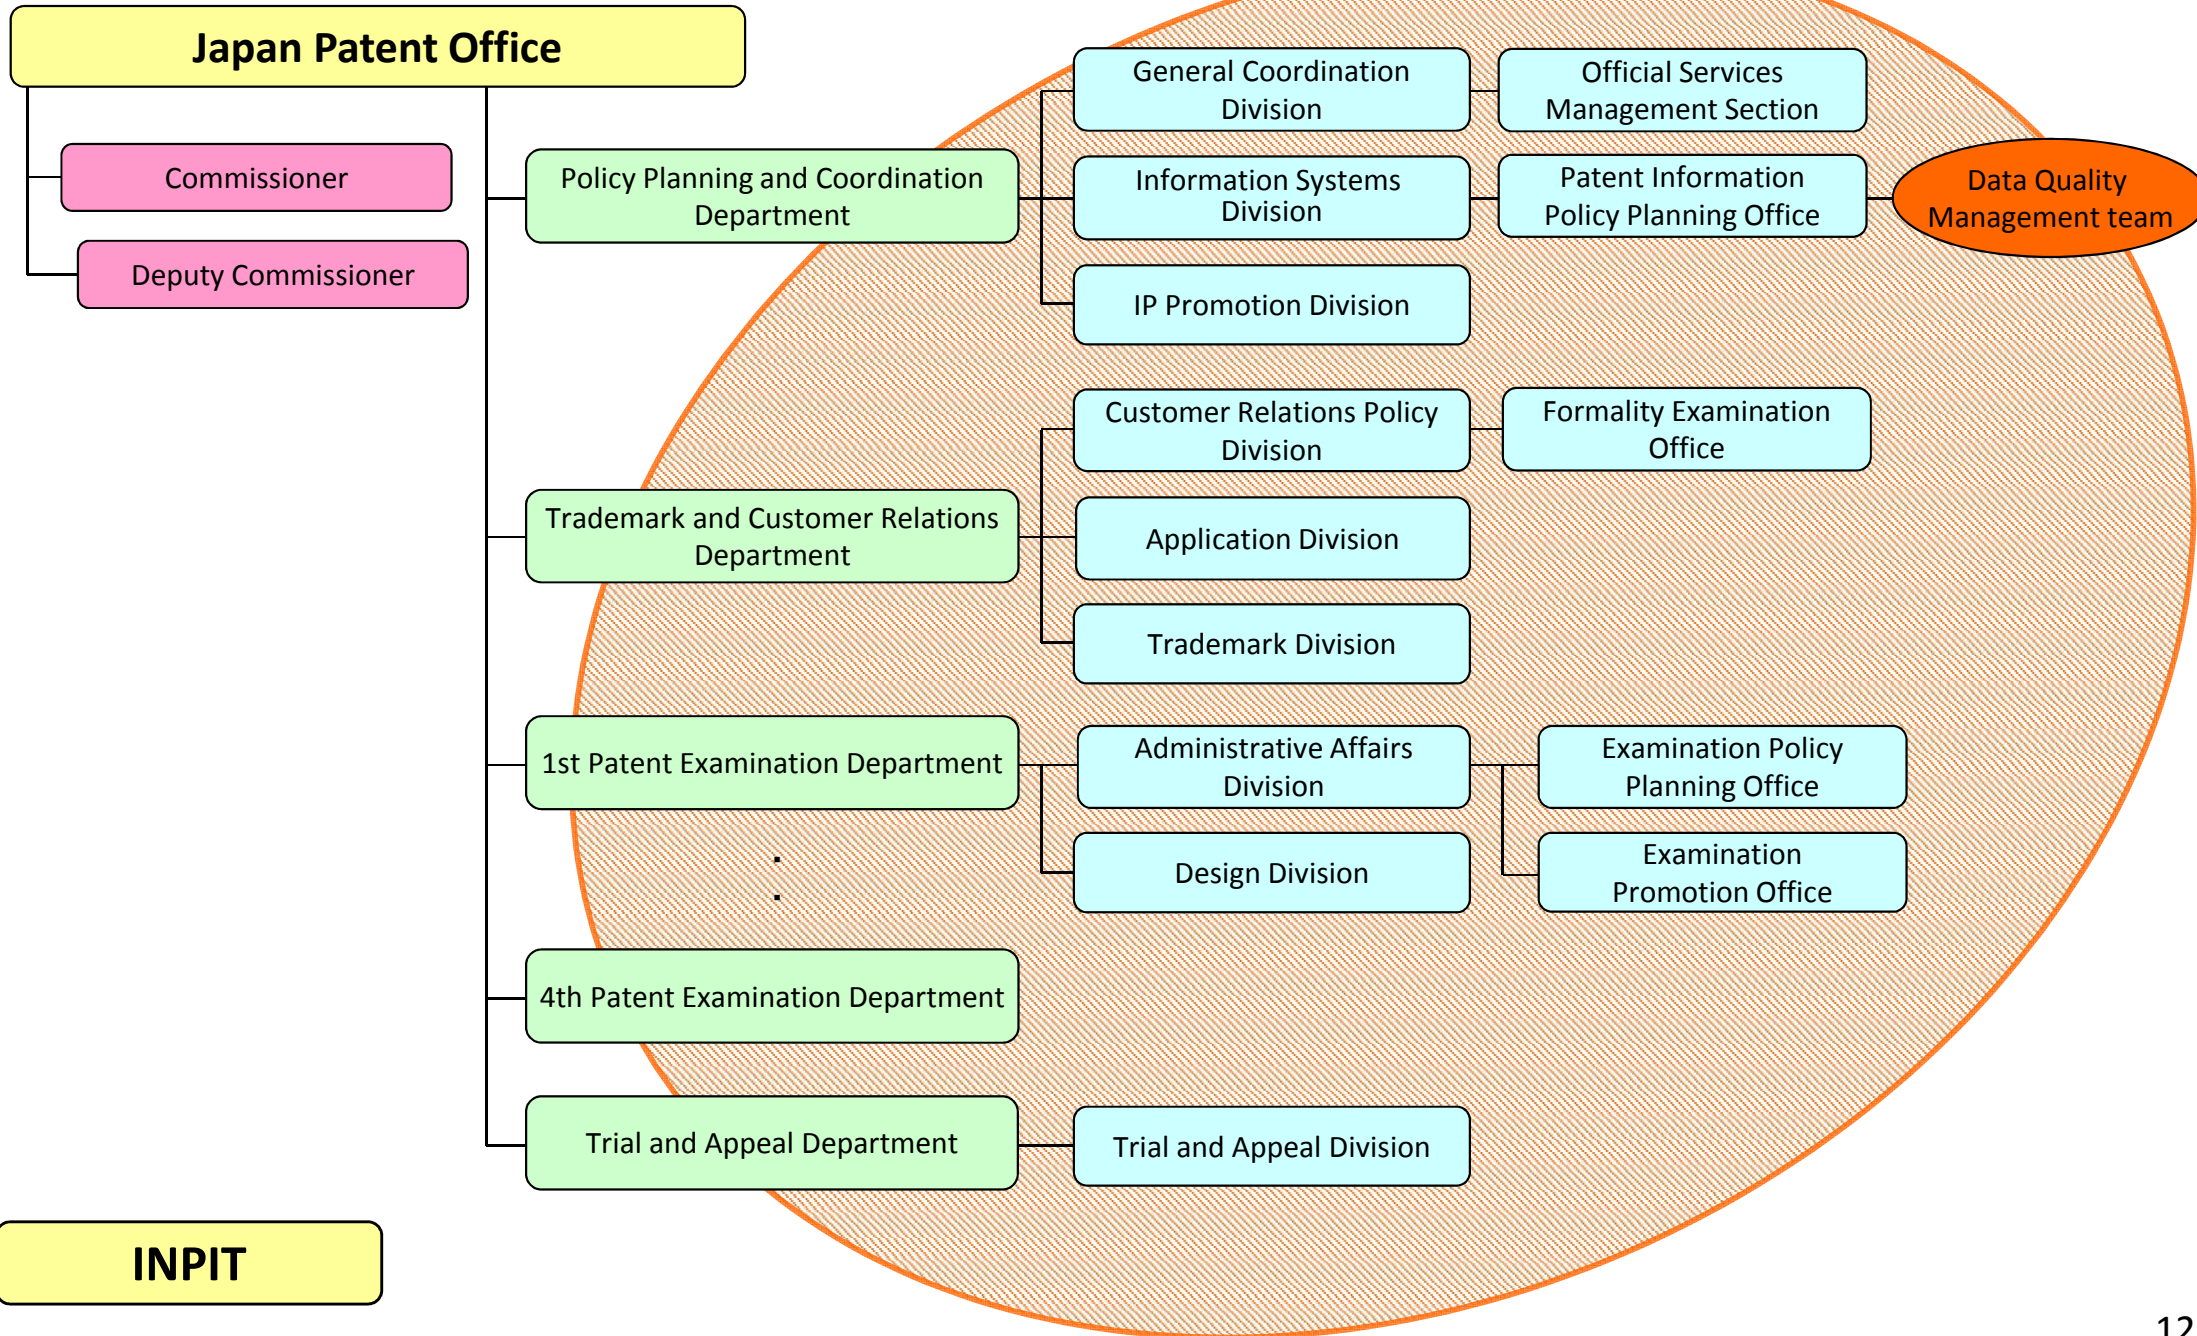 Japan Patent Office
Commissioner
Deputy Commissioner
Policy Planning and Coordination
Department
General Coordination
Division
Official Services
Management Section
Information Systems
Division
Patent Information
Policy Planning Office
Data Quality
Management team
IP Promotion Division
Trademark and Customer Relations
Department
Customer Relations Policy
Division
Formality Examination
Office
Application Division
Trademark Division
1st Patent Examination Department
Administrative Affairs
Division
Examination Policy
Planning Office
Design Division
Examination
Promotion Office
.
.
4th Patent Examination Department
Trial and Appeal Department
Trial and Appeal Division
INPIT
12